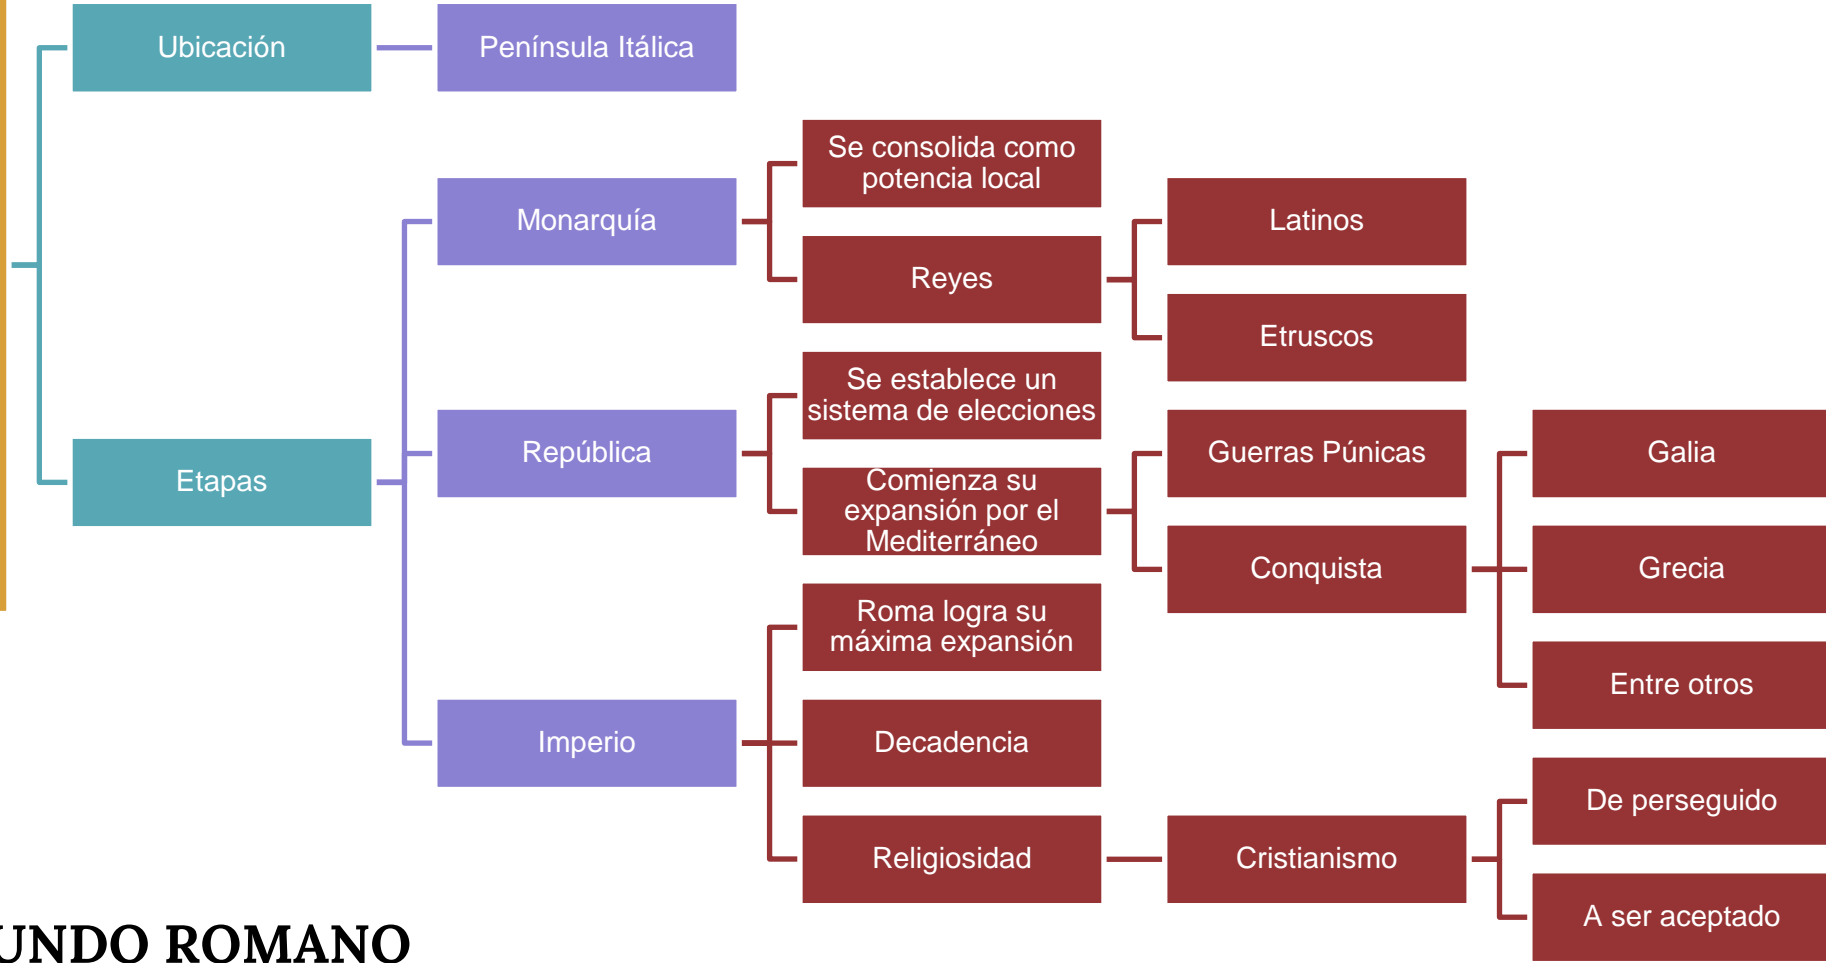 Ubicación
Península Itálica
Se consolida como
potencia local
Monarquía
Latinos
Reyes
Etruscos
Se establece un
sistema de elecciones
República
Guerras Púnicas
Galia
Etapas
Comienza su
expansión por el
Mediterráneo
Conquista
Grecia
Roma logra su
máxima expansión
Entre otros
Imperio
Decadencia
De perseguido
Religiosidad
Cristianismo
A ser aceptado
UNDO ROMANO